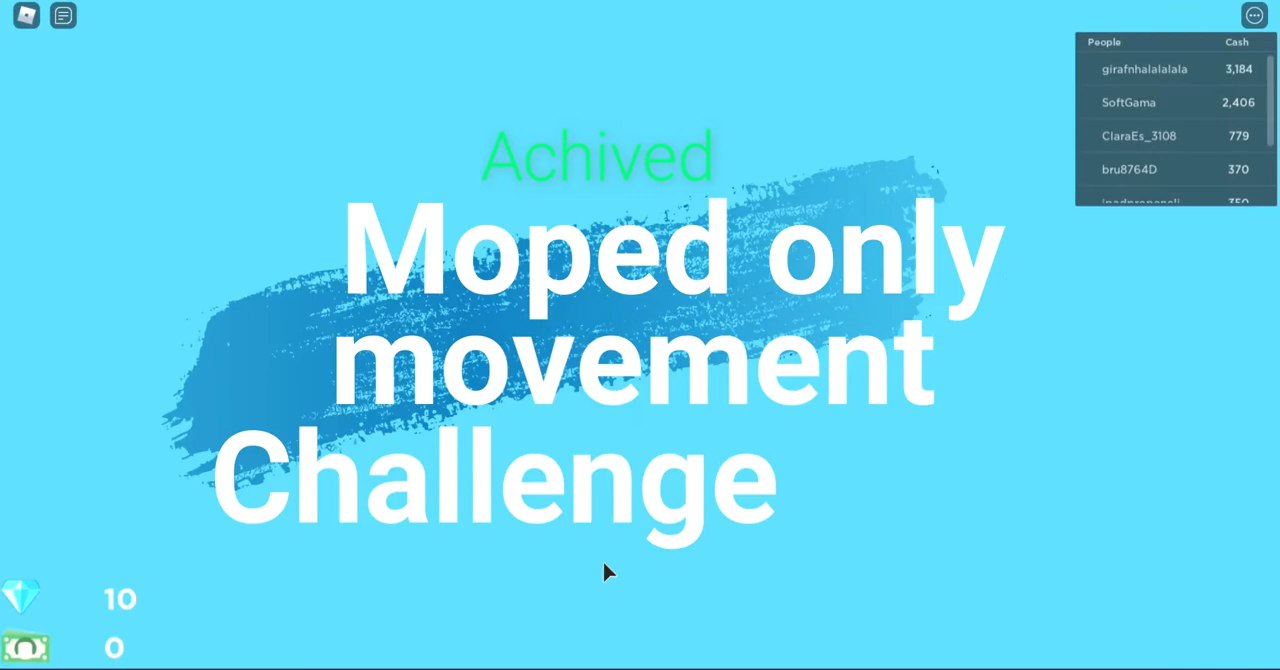 People Cash
girafnhalalalala 3,184
SoftGama 2,406
ClaraEs_3108 779
bru8764D 370
350
Achived
Moped only
movement
Challenge
10
0